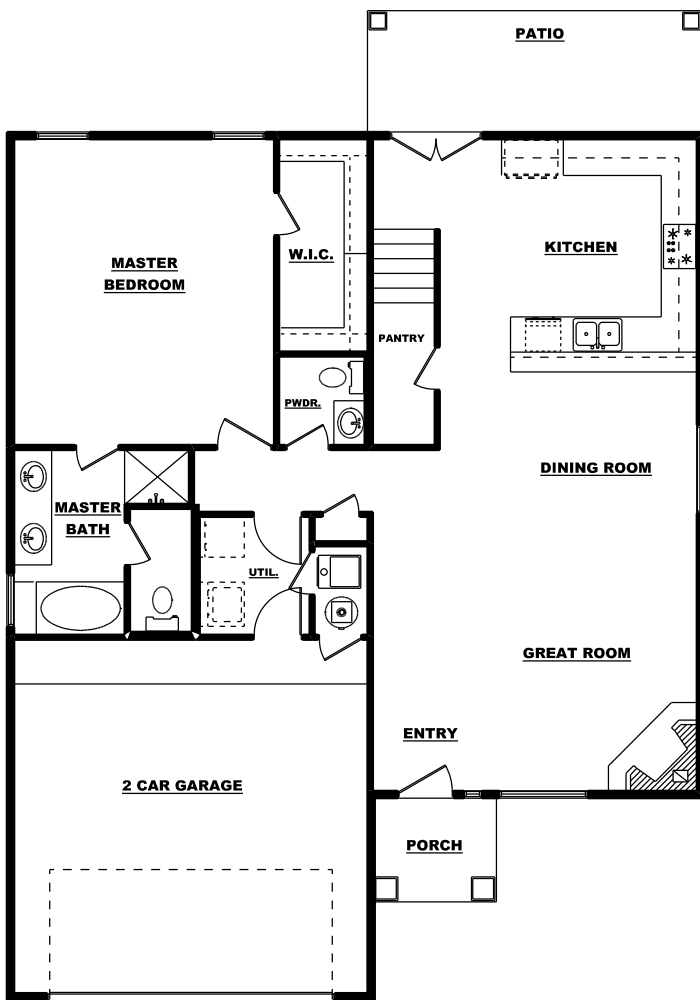 PATIO
KITCHEN
W.I.C.
MASTER
BEDROOM
PANTRY
PWDR.
DINING ROOM
MASTER
BATH
UTIL.
GREAT ROOM
ENTRY
2 CAR GARAGE
PORCH